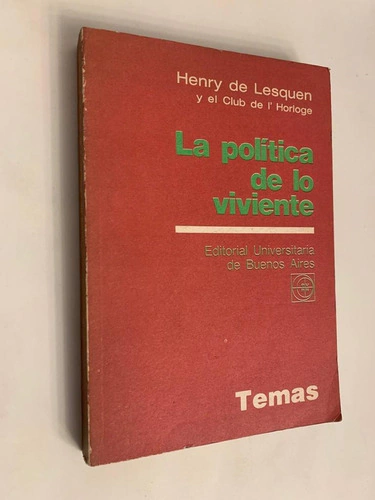 Henry de Lesquen
y el Club de l' Horloge
La política
de lo
viviente
Editorial Universitaria
de Buenos Aires
Temas